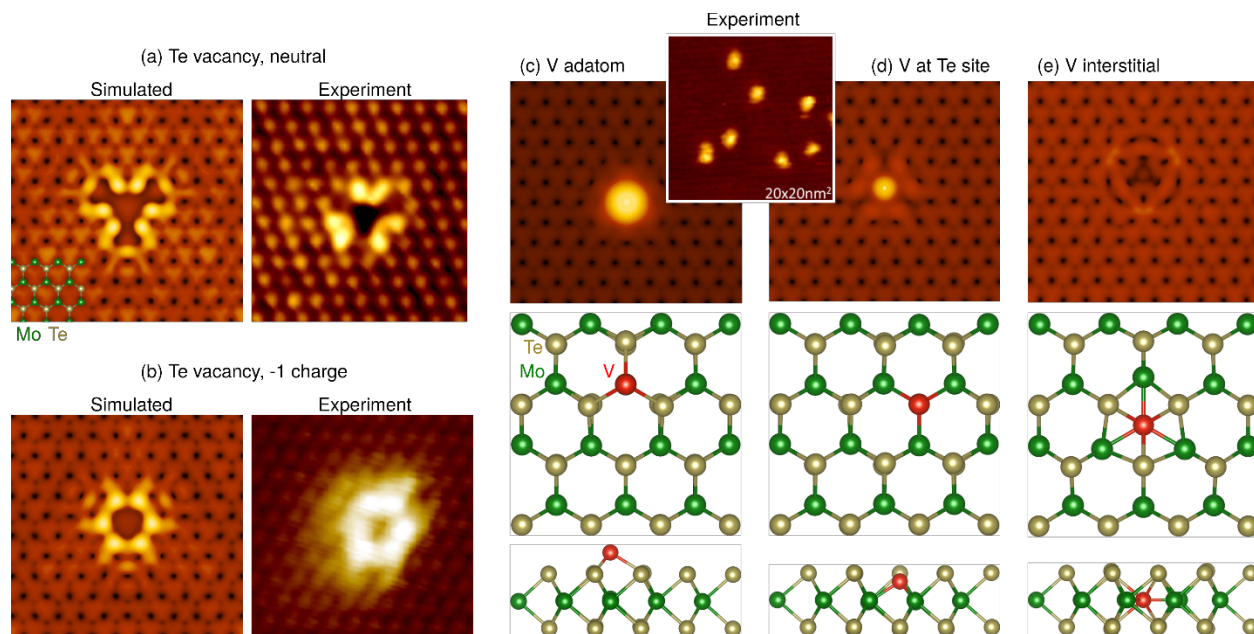 Experiment
(a) Te vacancy, neutral
Simulated Experiment
Mo Te
(b) Te vacancy, -1 charge
Simulated Experiment
(c) V adatom
20x20nm²
(d) V at Te site
(e) V interstitial
Te
Mo V